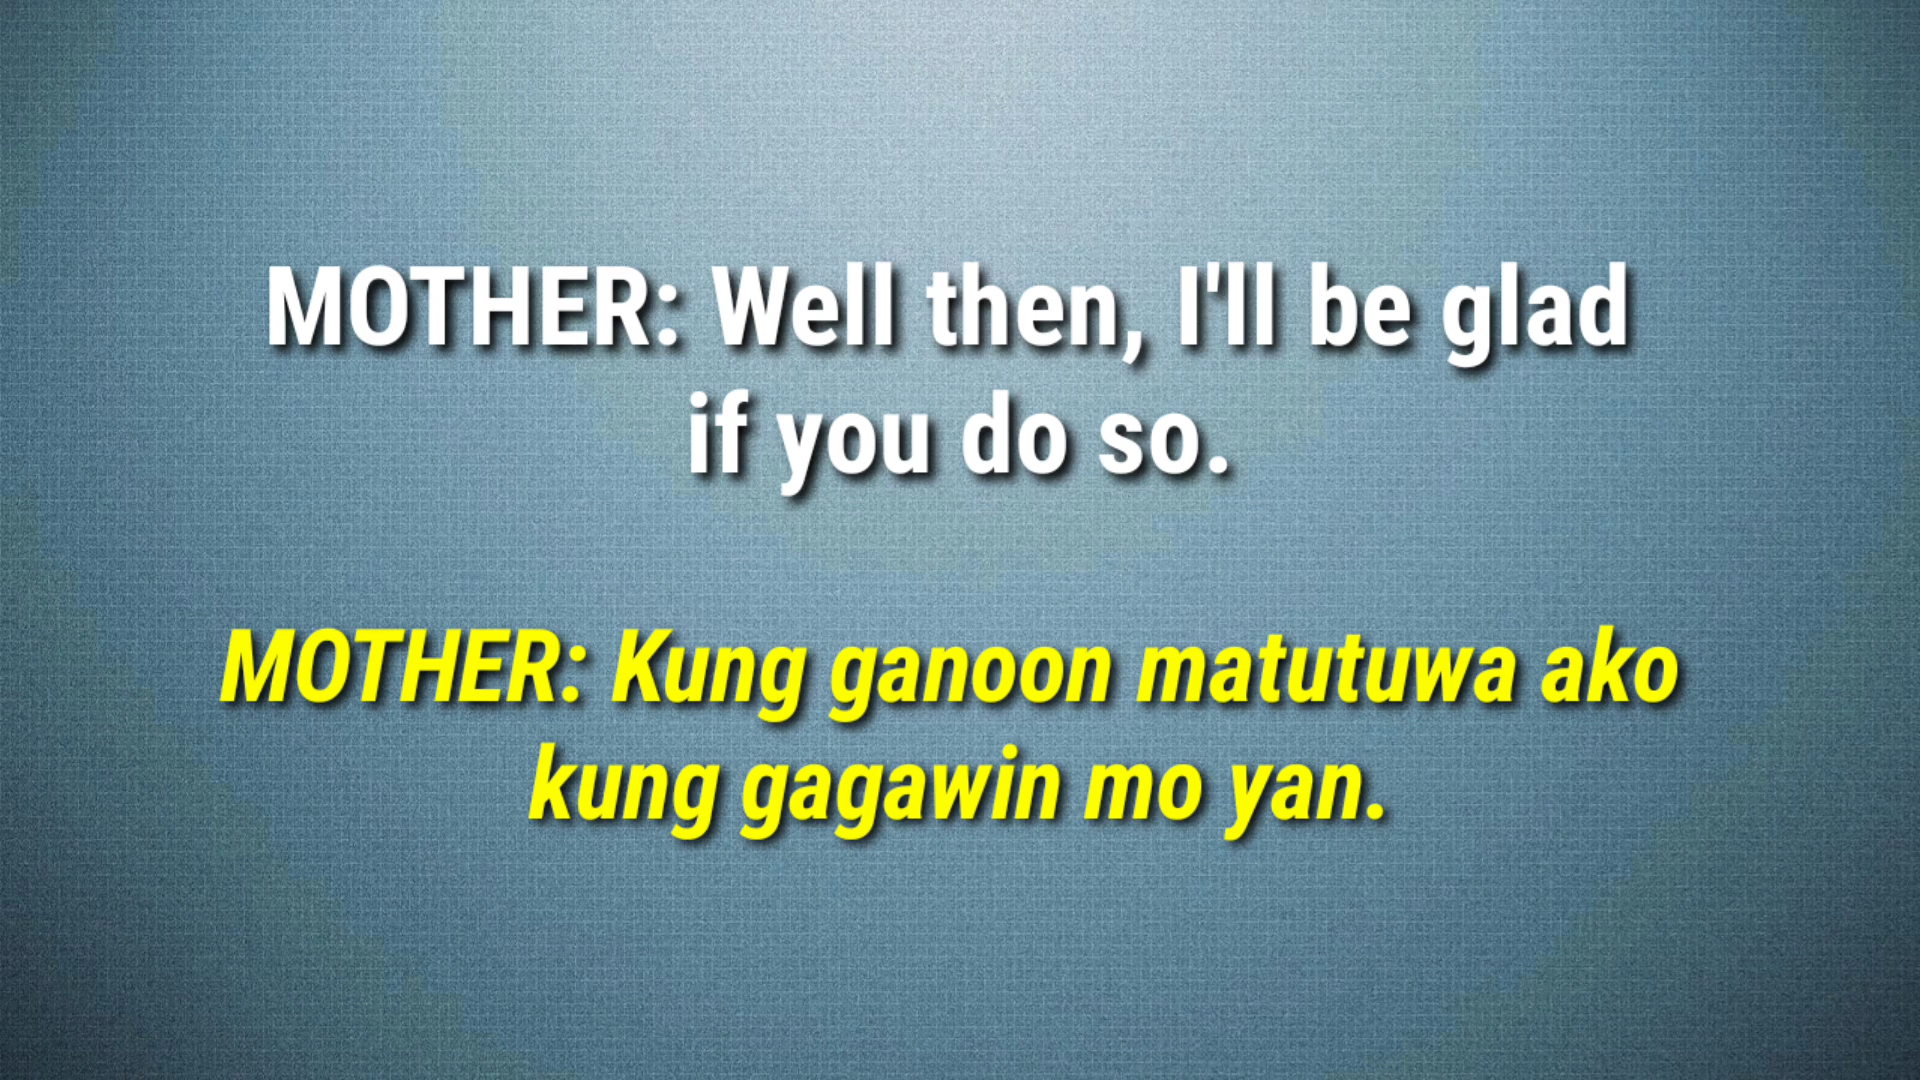 MOTHER: Well then, I'll be glad
if you do so.
MOTHER: Kung ganoon matutuwa ako
kung gagawin mo yan.